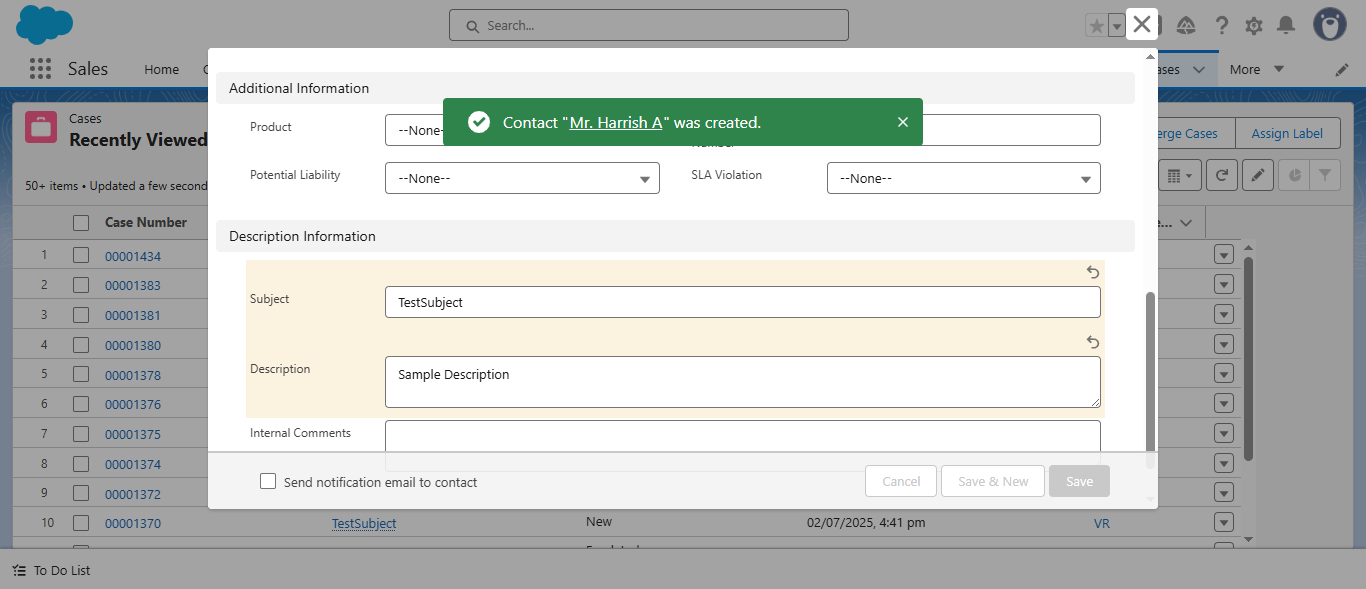 Search...
Sales
Home
More
Cases
Recently Viewed
50+ items • Updated a few second
Merge Cases
Assign Label
Case Number
1 00001434
2 00001383
3 00001381
4 00001380
5 00001378
6 00001376
7 00001375
8 00001374
9 00001372
10 00001370 TestSubject New 02/07/2025, 4:41 pm VR
Additional Information
Contact "Mr. Harrish A" was created.
Product
--None--
Number
Potential Liability
--None--
SLA Violation
--None--
Description Information
Subject
TestSubject
Description
Sample Description
Internal Comments
Send notification email to contact
Cancel
Save & New
Save
To Do List